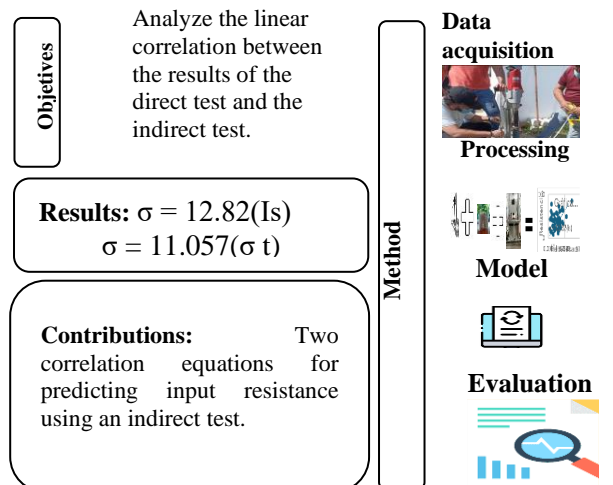 Objetives
Analyze the linear
correlation between
the results of the
direct test and the
indirect test.
Results: σ = 12.82(Is)
σ = 11.057(σ t)
Contributions: Two
correlation equations for
predicting input resistance
using an indirect test.
Method
Data
acquisition
Processing
Model
Evaluation